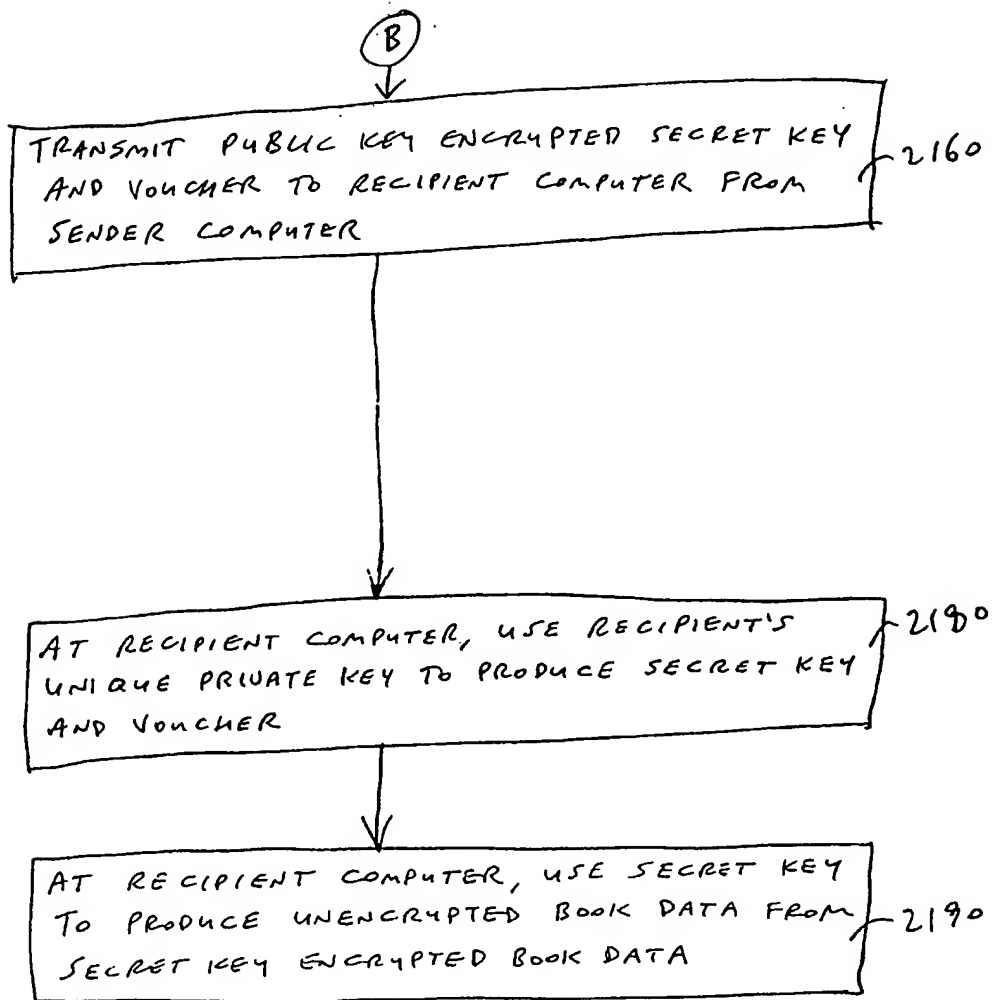 B
TRANSMIT PUBLIC KEY ENCRYPTED SECRET KEY
AND VOUCHER TO RECIPIENT COMPUTER FROM
SENDER COMPUTER
2160
AT RECIPIENT COMPUTER, USE RECIPIENT'S
UNIQUE PRIVATE KEY TO PRODUCE SECRET KEY
AND VOUCHER
2180
AT RECIPIENT COMPUTER, USE SECRET KEY
TO PRODUCE UNENCRYPTED BOOK DATA FROM
SECRET KEY ENCRYPTED BOOK DATA
2190